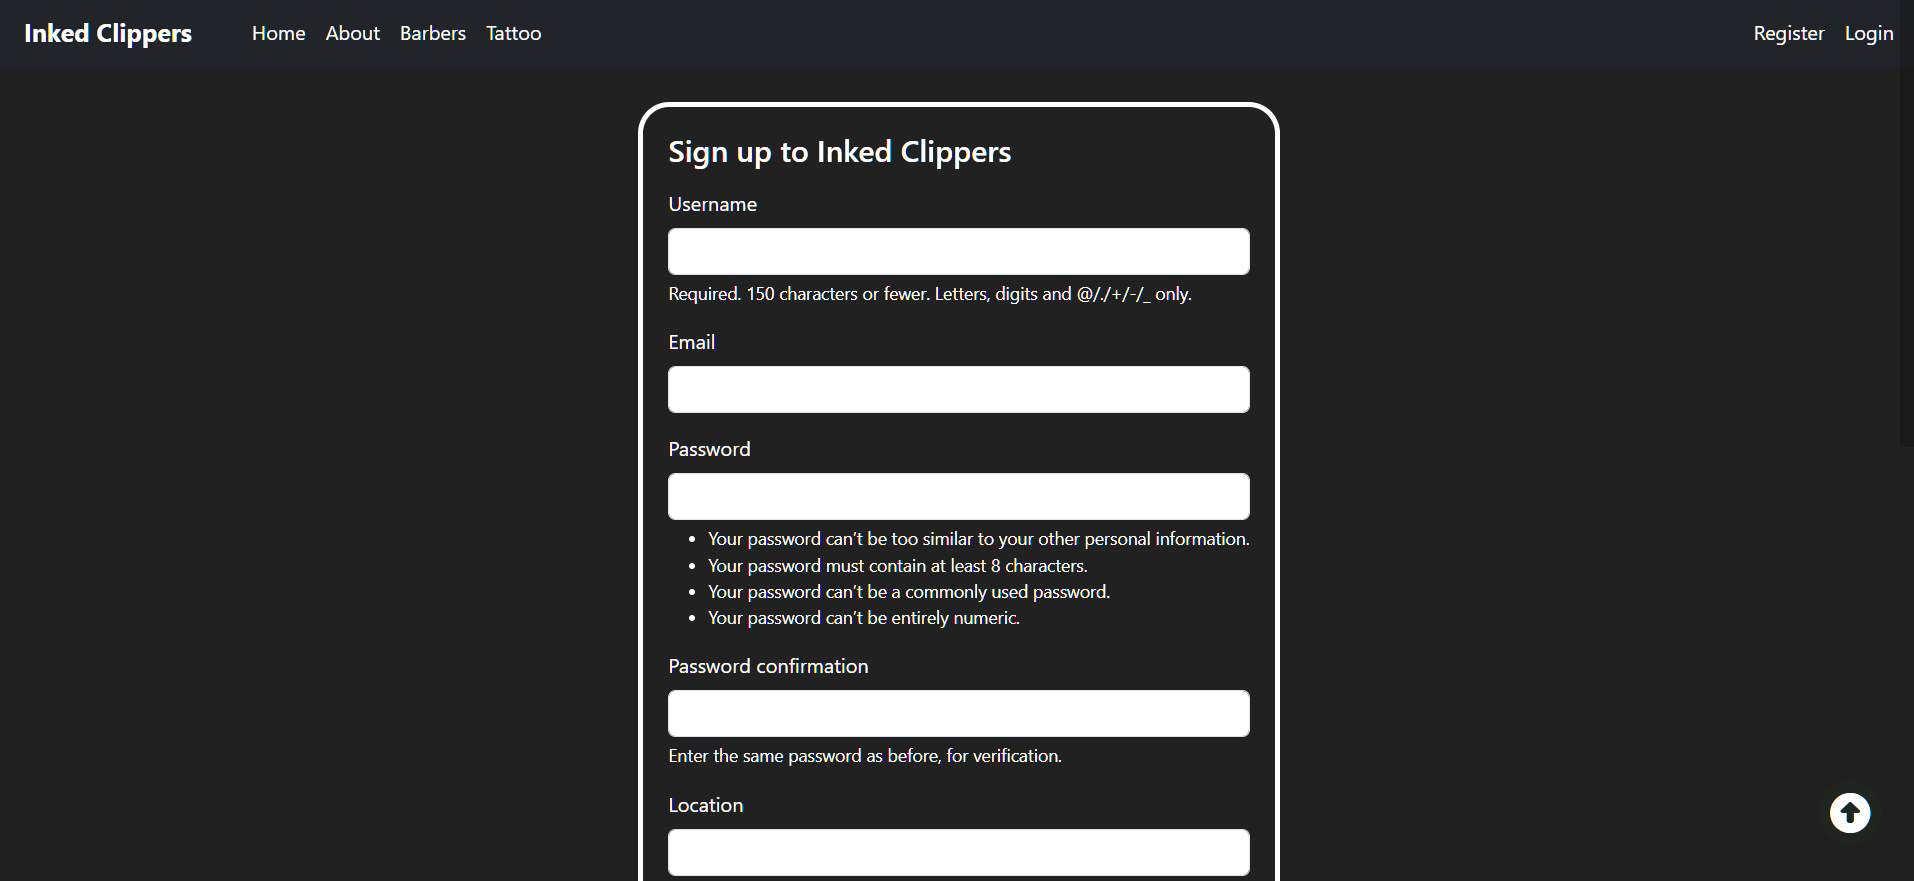 Inked Clippers Home About Barbers Tattoo Register Login
Sign up to Inked Clippers
Username
Required. 150 characters or fewer. Letters, digits and @/./+/-/_ only.
Email
Password
• Your password can’t be too similar to your other personal information.
• Your password must contain at least 8 characters.
• Your password can’t be a commonly used password.
• Your password can’t be entirely numeric.
Password confirmation
Enter the same password as before, for verification.
Location